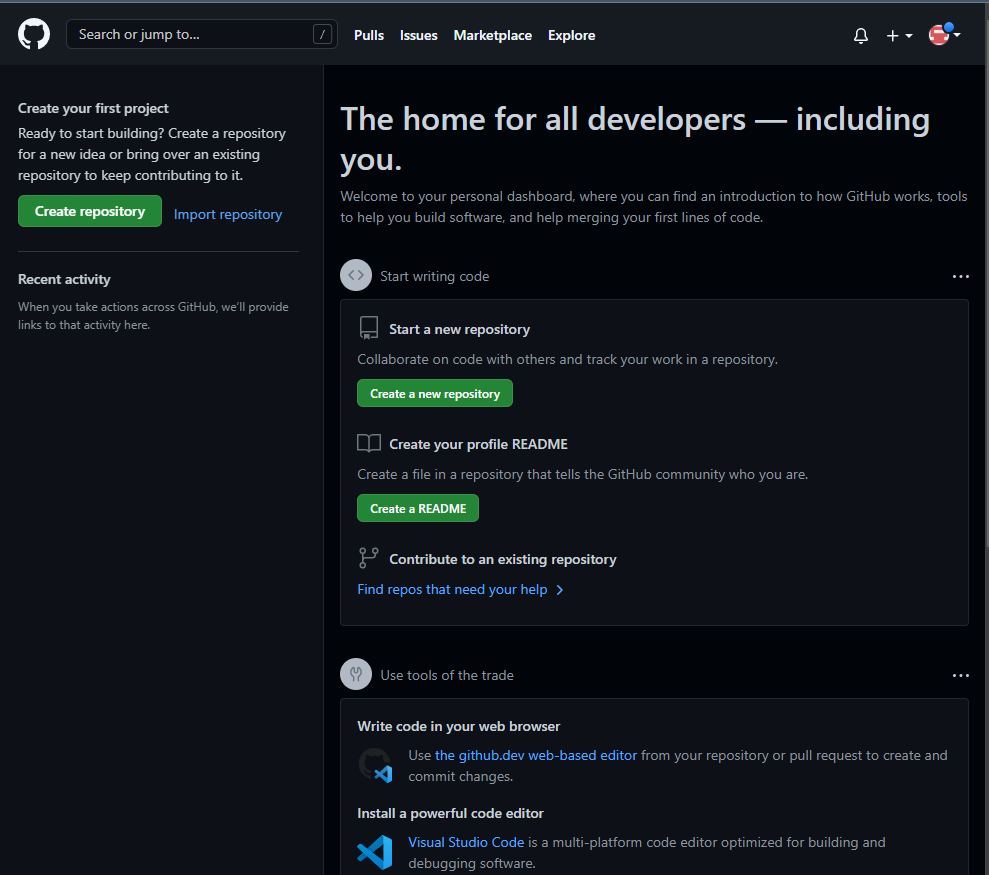 Search or jump to...
/
Pulls
Issues
Marketplace
Explore
Create your first project
Ready to start building? Create a repository
for a new idea or bring over an existing
repository to keep contributing to it.
Create repository
Import repository
Recent activity
When you take actions across GitHub, we'll provide
links to that activity here.
The home for all developers — including
you.
Welcome to your personal dashboard, where you can find an introduction to how GitHub works, tools
to help you build software, and help merging your first lines of code.
Start writing code
Start a new repository
Collaborate on code with others and track your work in a repository.
Create a new repository
Create your profile README
Create a file in a repository that tells the GitHub community who you are.
Create a README
Contribute to an existing repository
Find repos that need your help
Use tools of the trade
Write code in your web browser
Use the github.dev web-based editor from your repository or pull request to create and
commit changes.
Install a powerful code editor
Visual Studio Code is a multi-platform code editor optimized for building and
debugging software.